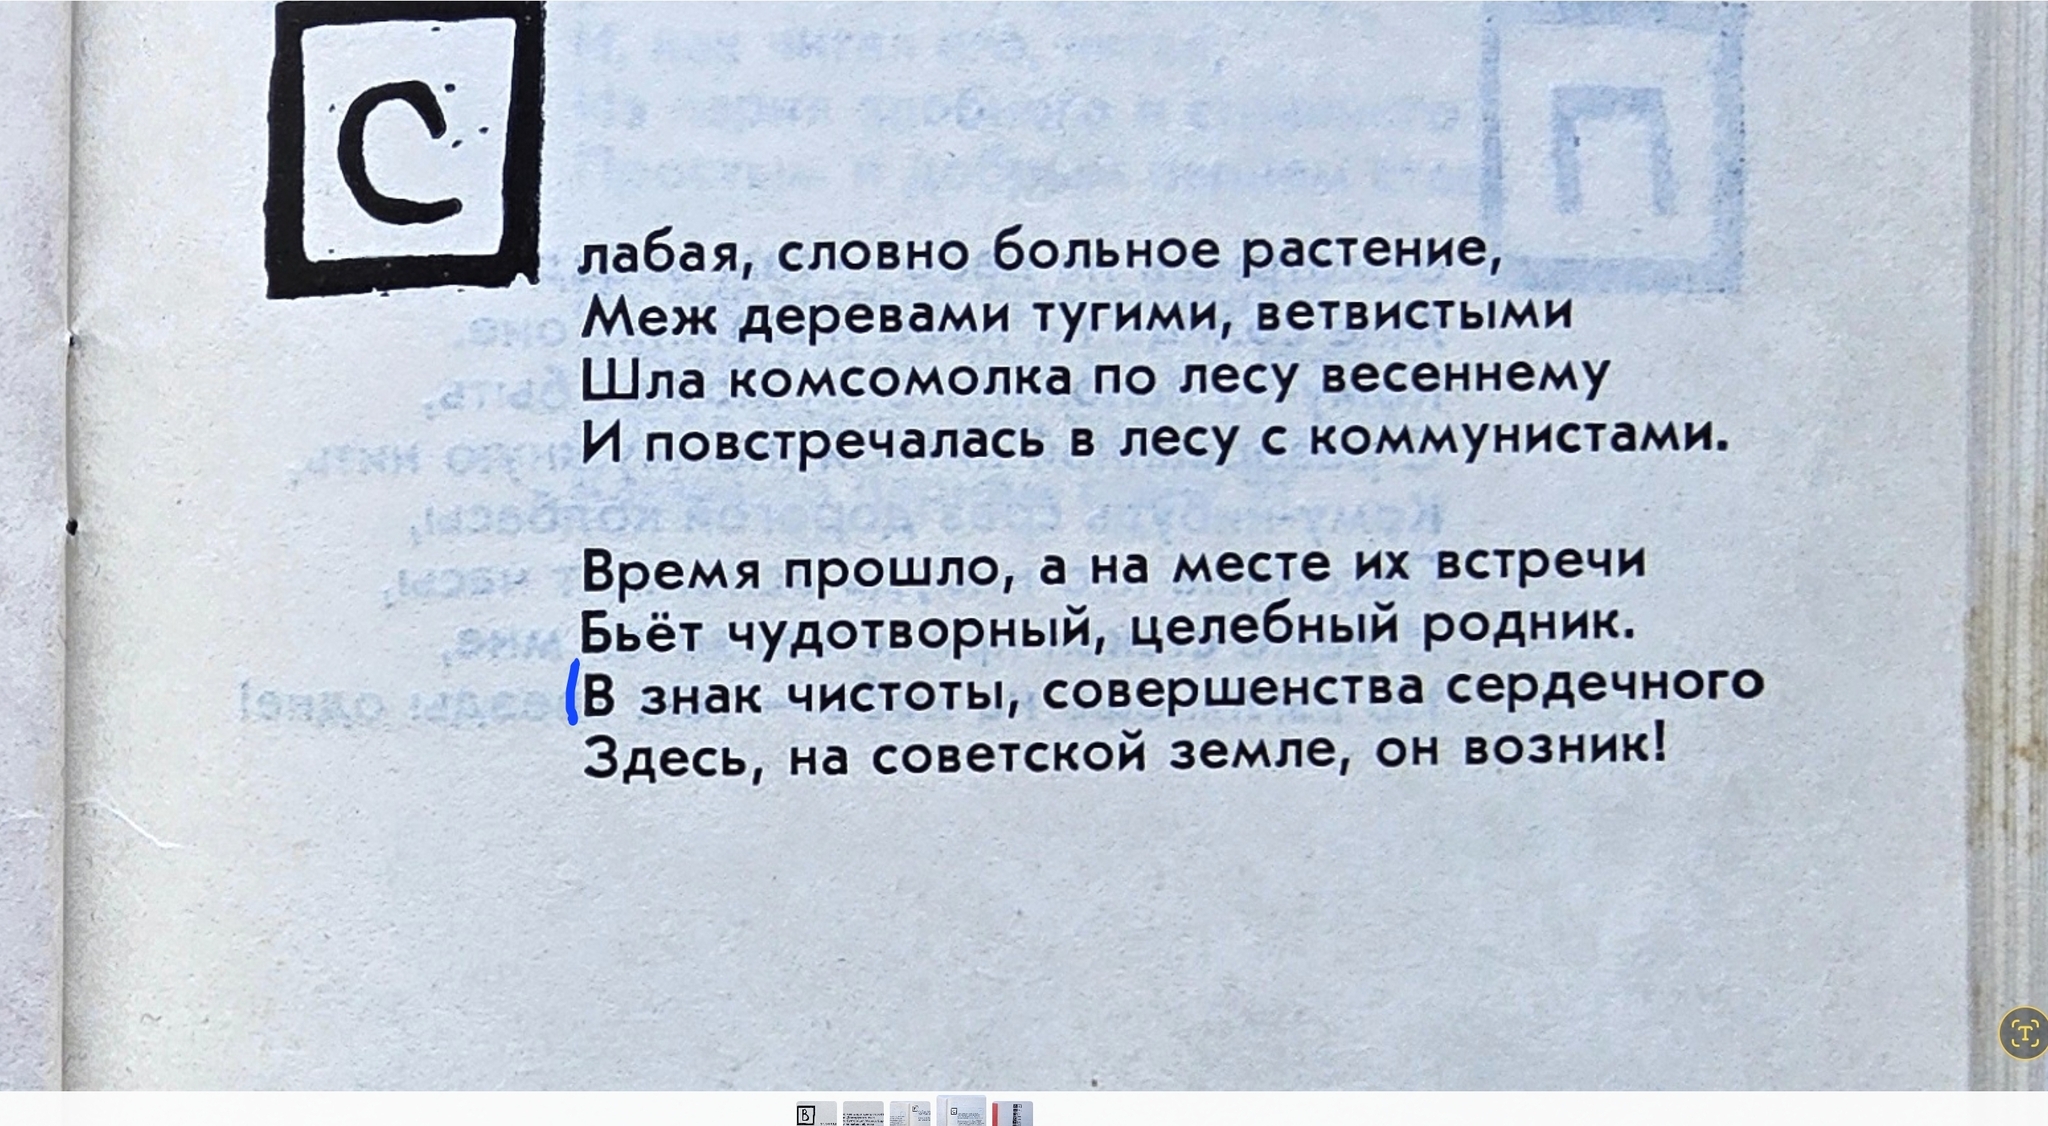 Слабая, словно больное растение,
Меж деревами тугими, ветвистыми
Шла комсомолка по лесу весеннему
И повстречалась в лесу с коммунистами.
Время прошло, а на месте их встречи
Бьёт чудотворный, целебный родник.
В знак чистоты, совершенства сердечного
Здесь, на советской земле, он возник!